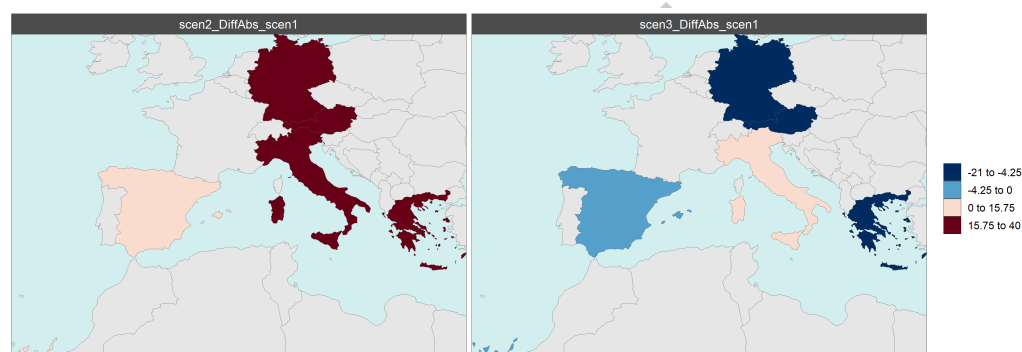 scen2_DiffAbs_scen1
scen3_DiffAbs_scen1
-21 to -4.25
-4.25 to 0
0 to 15.75
15.75 to 40